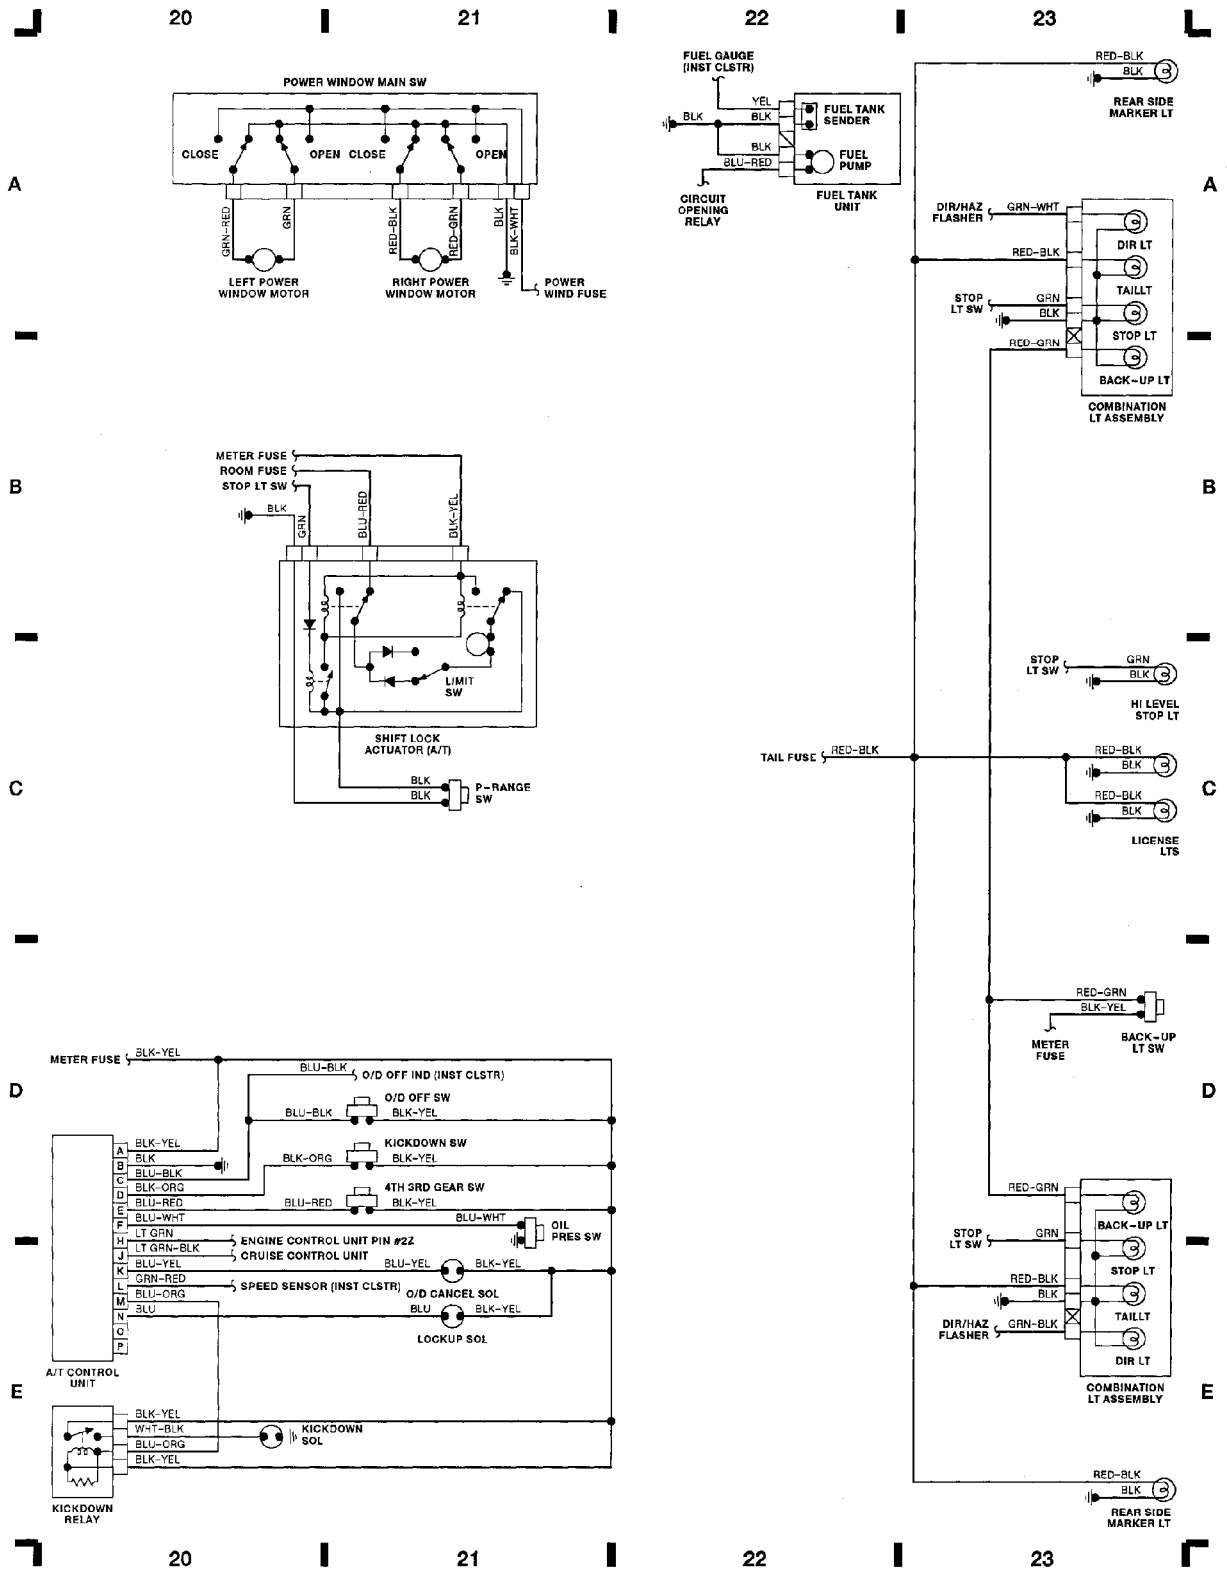 20
21
22
23
POWER WINDOW MAIN SW
CLOSE
OPEN
CLOSE
OPEN
GRN-RED
GRN
RED-BLK
RED-GRN
BLK
BLK-WHT
LEFT POWER
WINDOW MOTOR
RIGHT POWER
WINDOW MOTOR
POWER
WIND FUSE
FUEL GAUGE
(INST CLSTR)
YEL
BLK
BLK
BLK
BLU-RED
FUEL TANK
SENDER
FUEL
PUMP
FUEL TANK
UNIT
CIRCUIT
OPENING
RELAY
RED-BLK
BLK
REAR SIDE
MARKER LT
A
A
DIR/HAZ
FLASHER
GRN-WHT
RED-BLK
STOP
LT SW
GRN
BLK
RED-GRN
DIR LT
TAILLT
STOP LT
BACK-UP LT
COMBINATION
LT ASSEMBLY
B
B
METER FUSE
ROOM FUSE
STOP LT SW
BLK
GRN
BLU-RED
BLK-YEL
LIMIT
SW
SHIFT LOCK
ACTUATOR (A/T)
BLK
BLK
P-RANGE
SW
C
C
STOP
LT SW
GRN
BLK
HI LEVEL
STOP LT
TAIL FUSE
RED-BLK
RED-BLK
BLK
RED-BLK
BLK
LICENSE
LTS
RED-GRN
BLK-YEL
METER
FUSE
BACK-UP
LT SW
D
D
METER FUSE
BLK-YEL
BLU-BLK
O/D OFF IND (INST CLSTR)
O/D OFF SW
BLU-BLK
BLK-YEL
KICKDOWN SW
BLK-ORG
BLK-YEL
4TH 3RD GEAR SW
BLU-RED
BLK-YEL
A
BLK-YEL
B
BLK
C
BLU-BLK
D
BLK-ORG
E
BLU-RED
F
BLU-WHT
BLU-WHT
OIL
PRES SW
H
LT GRN
ENGINE CONTROL UNIT PIN #2Z
J
LT GRN-BLK
CRUISE CONTROL UNIT
K
BLU-YEL
BLU-YEL
BLK-YEL
L
GRN-RED
SPEED SENSOR (INST CLSTR)
O/D CANCEL SOL
M
BLU-ORG
N
BLU
BLU
BLK-YEL
O
P
LOCKUP SOL
A/T CONTROL
UNIT
RED-GRN
STOP
LT SW
GRN
RED-BLK
BLK
DIR/HAZ
FLASHER
GRN-BLK
BACK-UP LT
STOP LT
TAILLT
DIR LT
COMBINATION
LT ASSEMBLY
E
E
BLK-YEL
WHT-BLK
BLU-ORG
BLK-YEL
KICKDOWN
SOL
KICKDOWN
RELAY
RED-BLK
BLK
REAR SIDE
MARKER LT
20
21
22
23